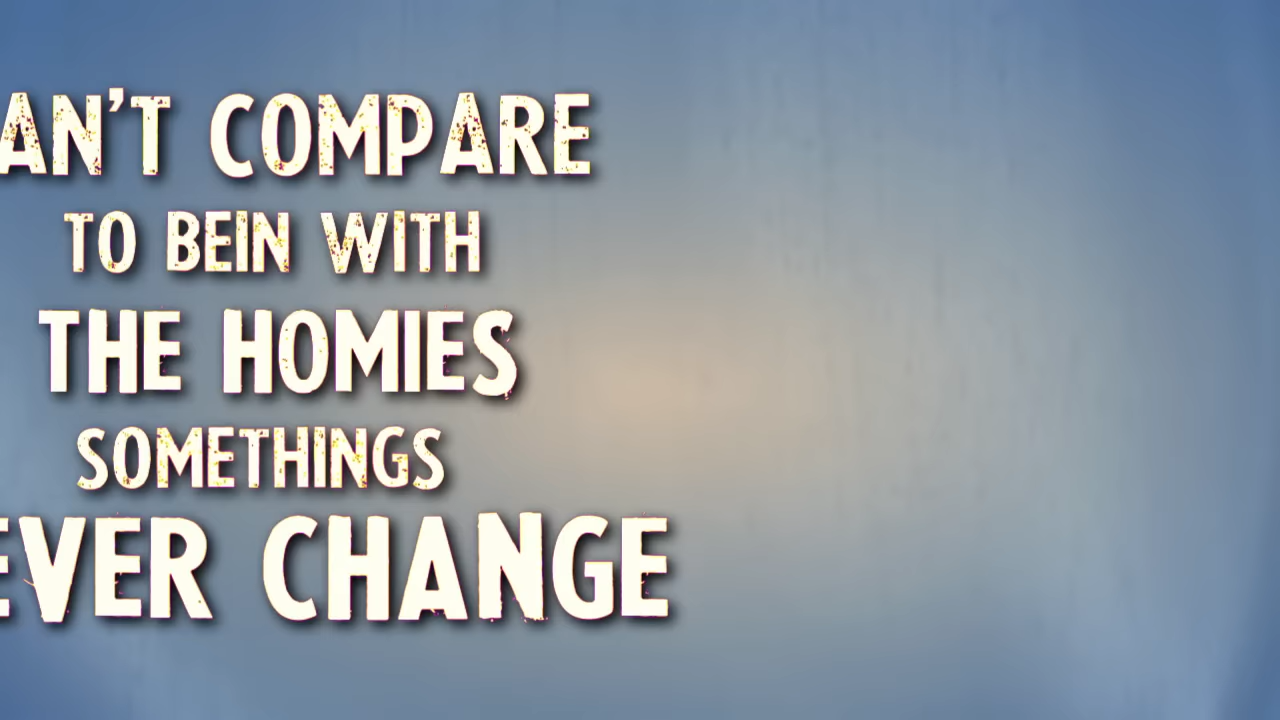 AN'T COMPARE
TO BEIN WITH
THE HOMIES
SOMETHINGS
EVER CHANGE